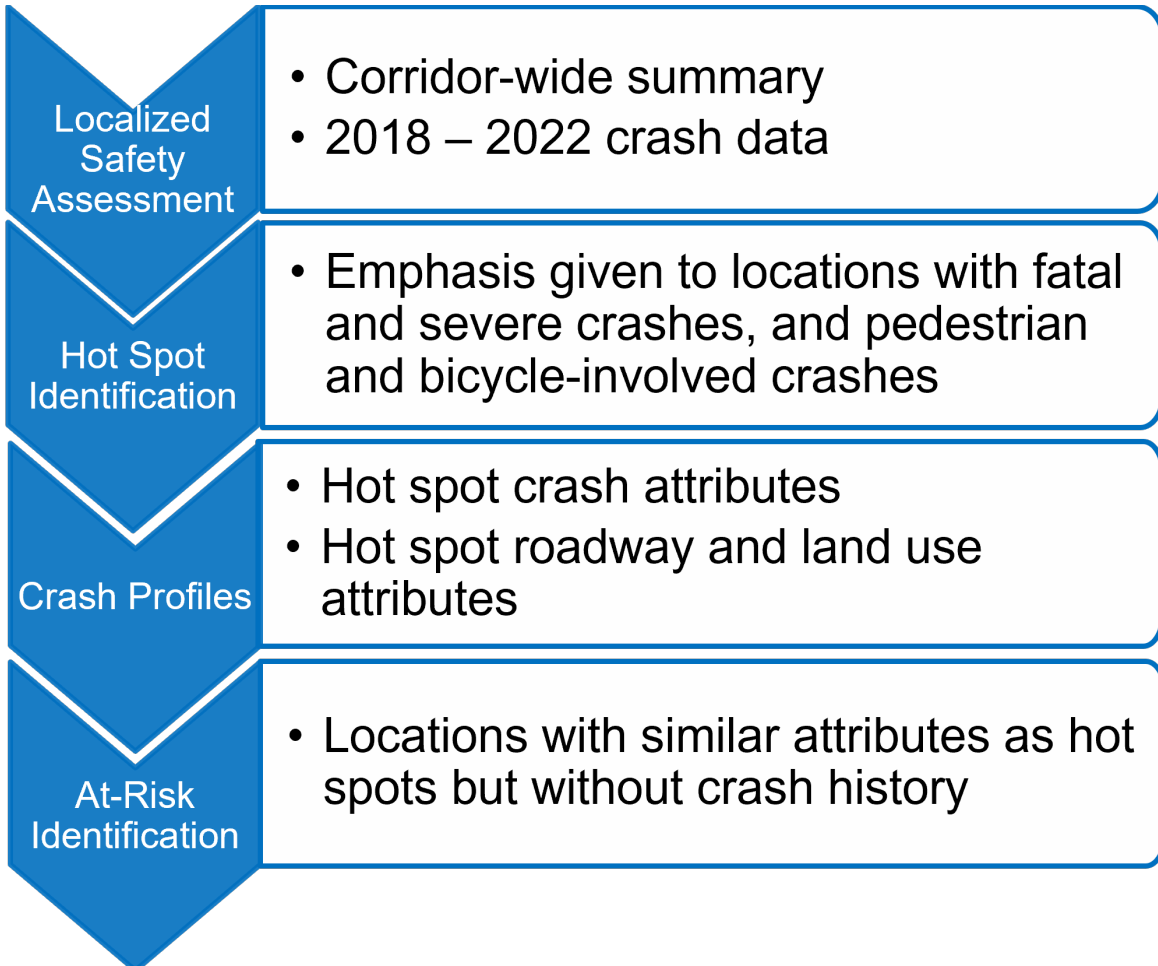 Localized
Safety
Assessment
• Corridor-wide summary
• 2018 – 2022 crash data
Hot Spot
Identification
• Emphasis given to locations with fatal
and severe crashes, and pedestrian
and bicycle-involved crashes
Crash Profiles
• Hot spot crash attributes
• Hot spot roadway and land use
attributes
At-Risk
Identification
• Locations with similar attributes as hot
spots but without crash history